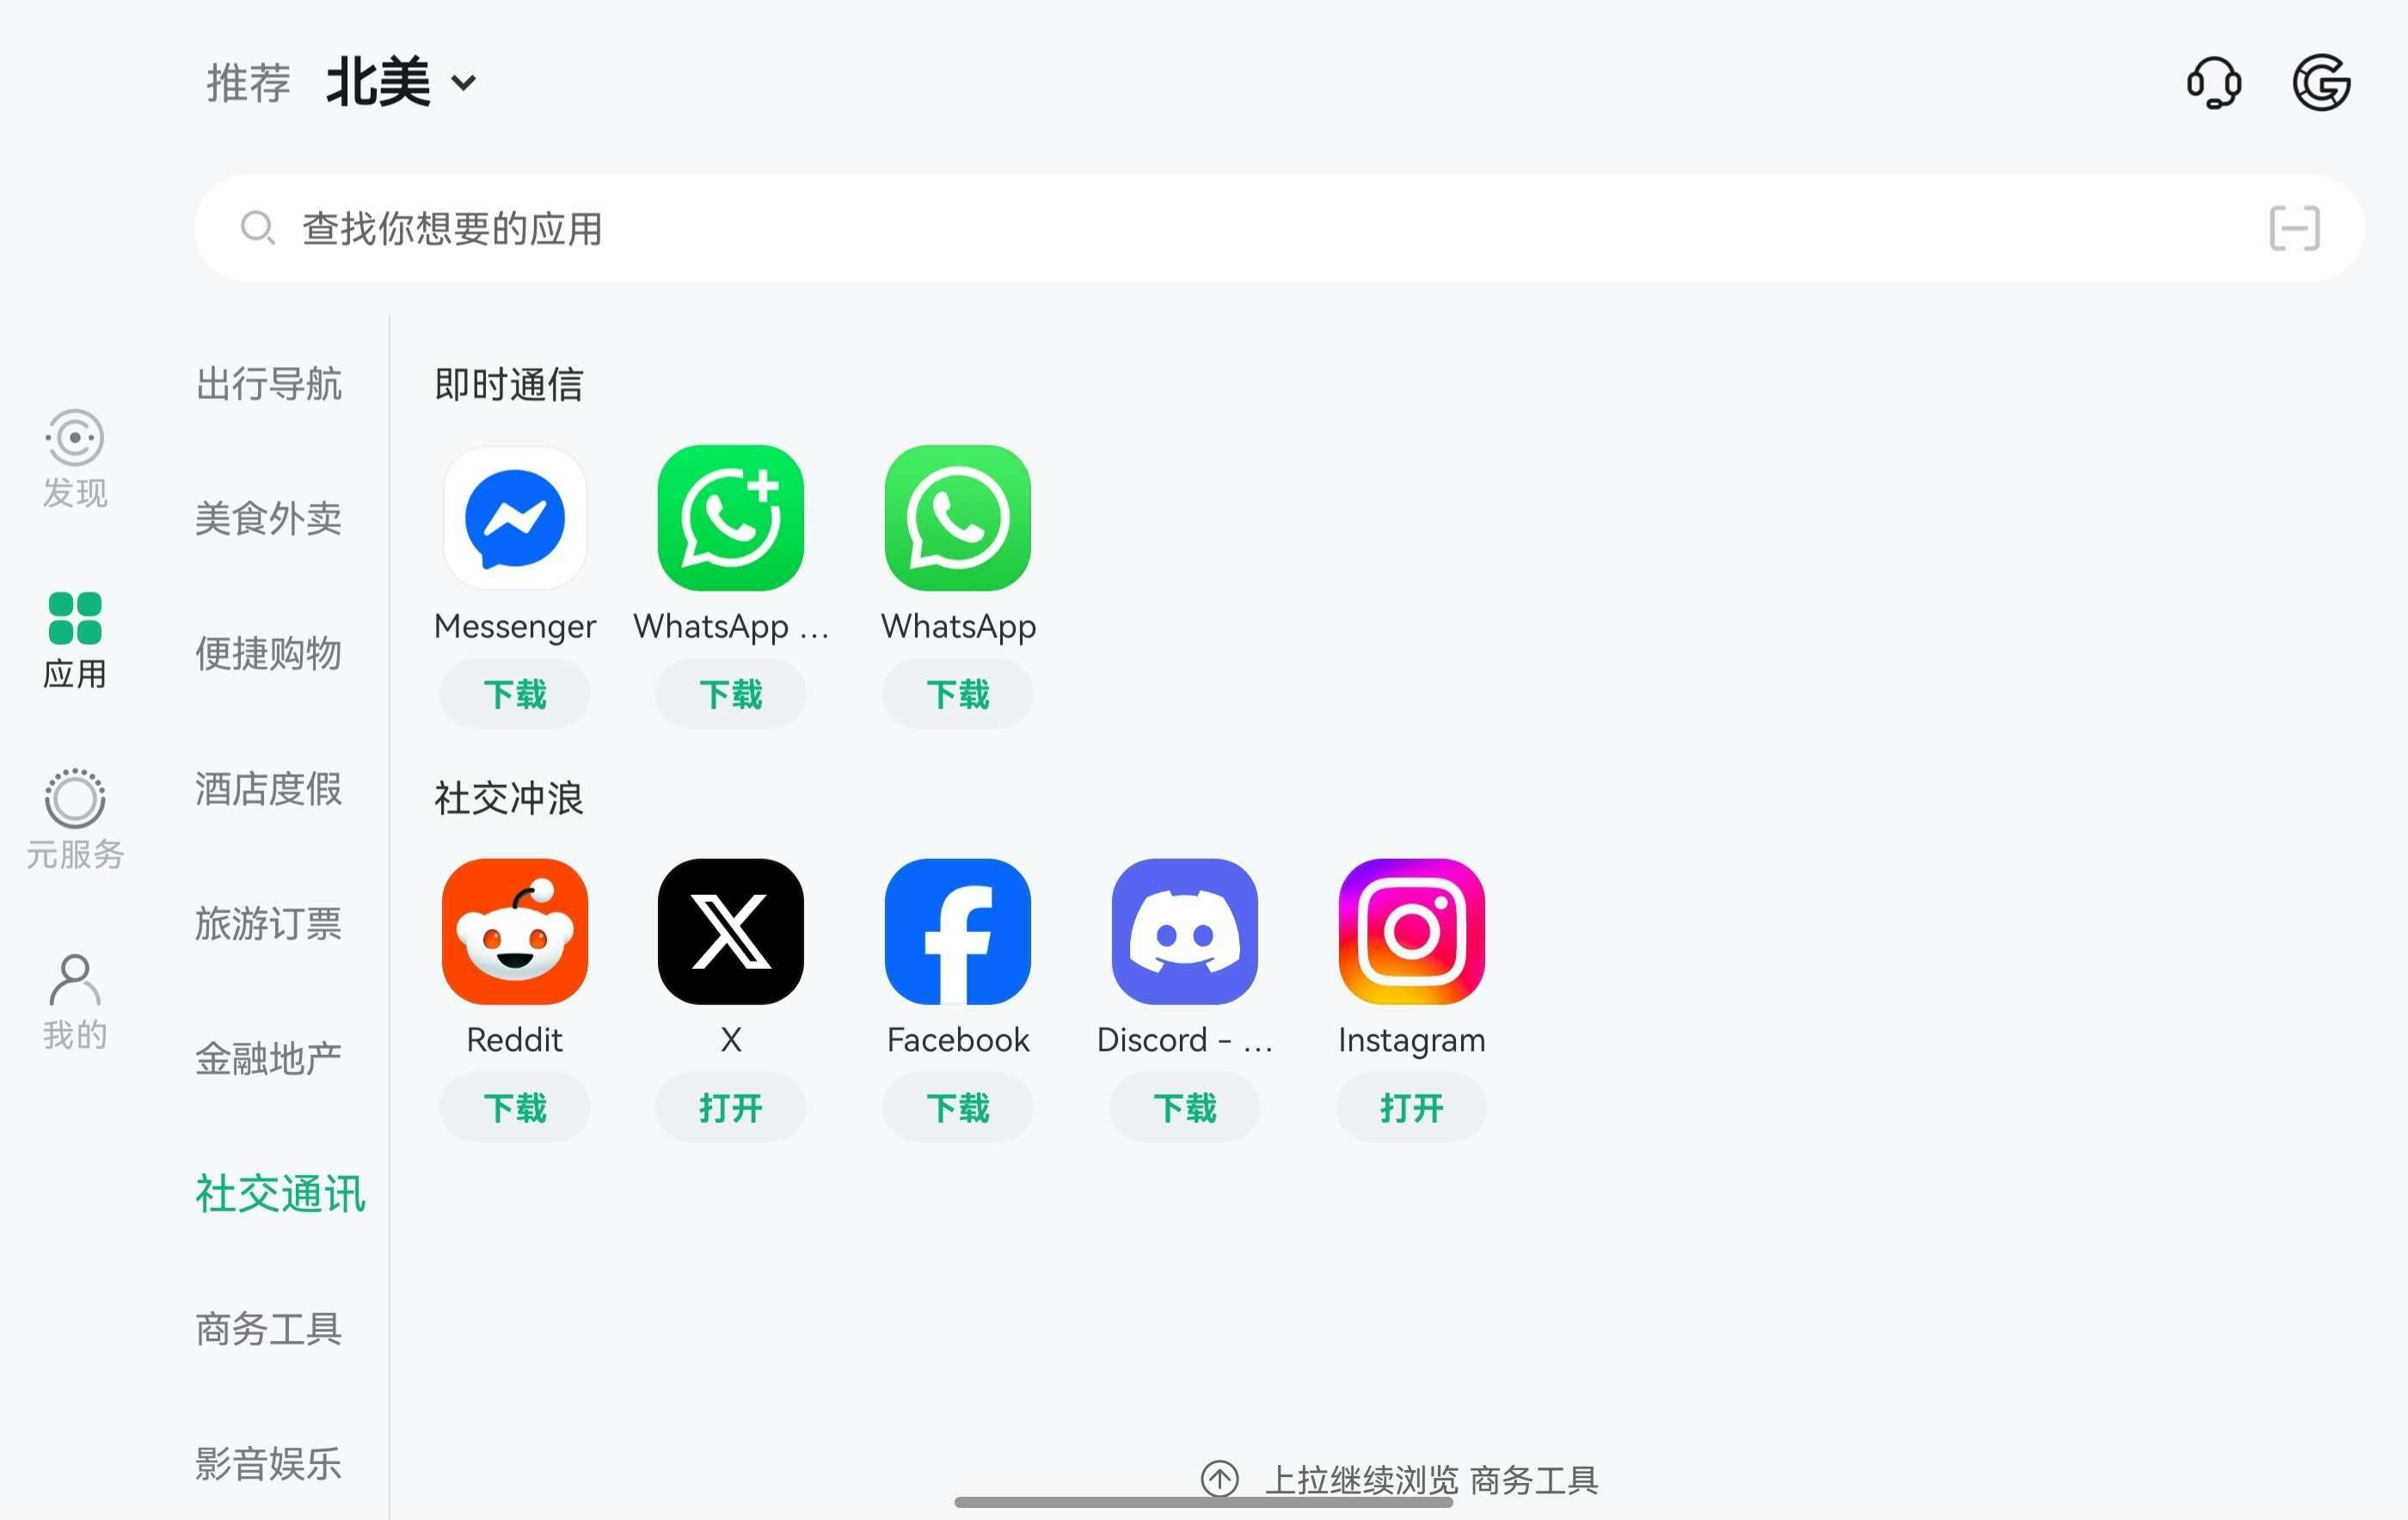 推荐 北美
查找你想要的应用
发现
应用
元服务
我的
出行导航
美食外卖
便捷购物
酒店度假
旅游订票
金融地产
社交通讯
商务工具
影音娱乐
即时通信
Messenger WhatsApp ... WhatsApp
下载 下载 下载
社交冲浪
Reddit X Facebook Discord - ... Instagram
下载 打开 下载 下载 打开
上拉继续浏览 商务工具